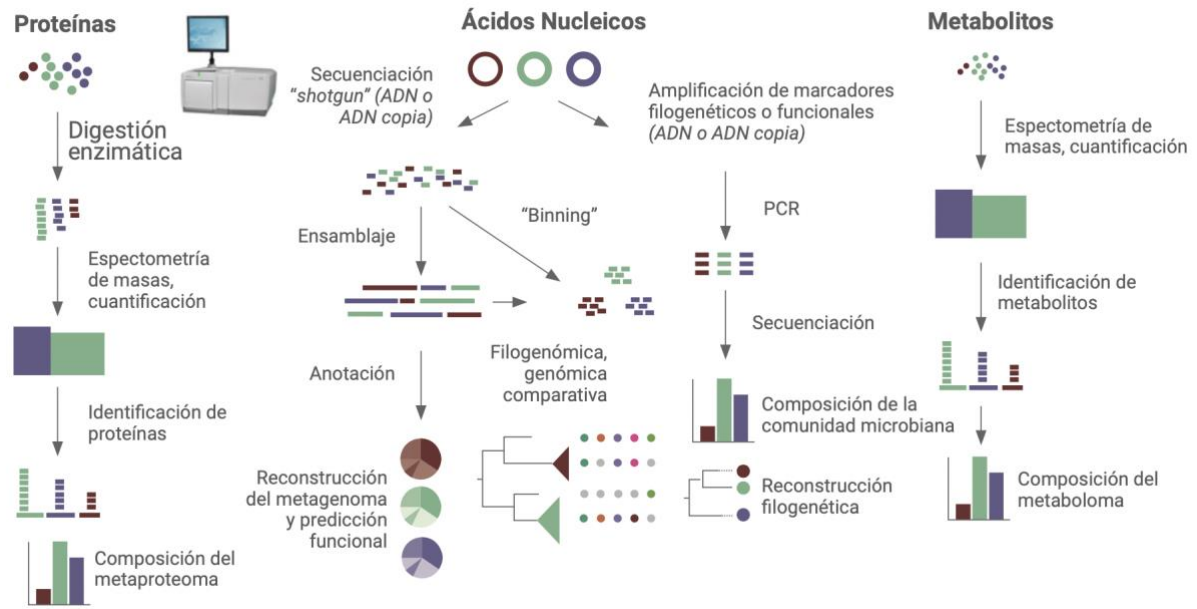 Proteínas
Digestión
enzimática
Espectometría
de masas,
cuantificación
Identificación de
proteínas
Composición del
metaproteoma
Ácidos Nucleicos
Secuenciación
“shotgun” (ADN o
ADN copia)
Ensamblaje
“Binning”
Anotación
Filogenómica,
genómica
comparativa
Reconstrucción
del metagenoma
y predicción
funcional
Amplificación de marcadores
filogenéticos o funcionales
(ADN o ADN copia)
PCR
Secuenciación
Composición de la
comunidad microbiana
Reconstrucción
filogenética
Metabolitos
Espectometría de
masas, cuantificación
Identificación de
metabolitos
Composición del
metaboloma